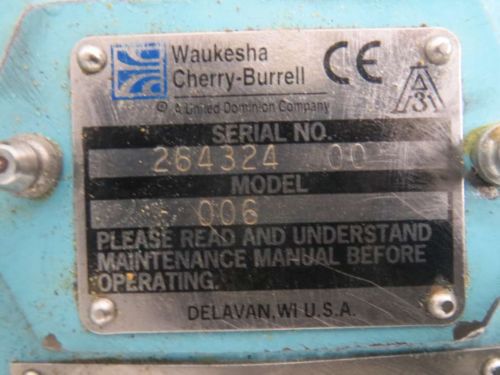 Waukesha
Cherry-Burrell
CE
A United Dominion Company
3
A
SERIAL NO.
264324 00
MODEL
006
PLEASE READ AND UNDERSTAND
MAINTENANCE MANUAL BEFORE
OPERATING.
DELAVAN, WI U.S.A.